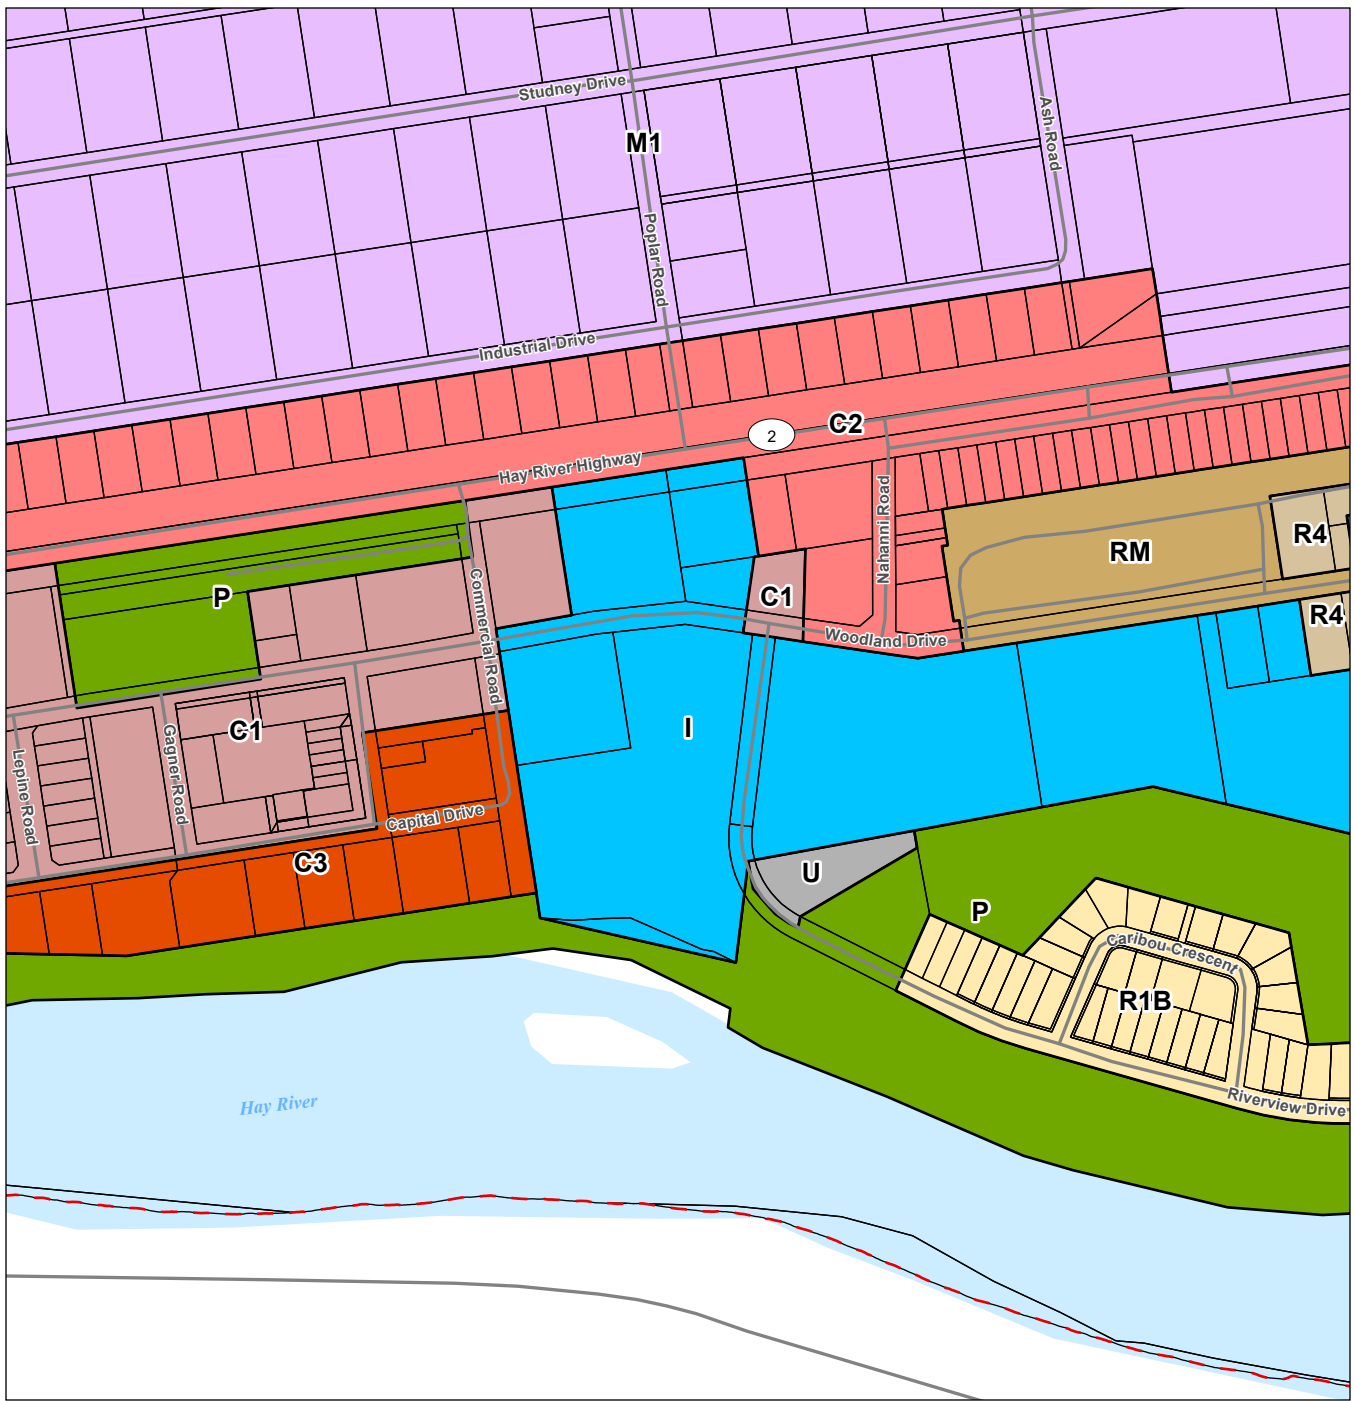 Studney Drive
Ash Road
M1
Poplar Road
Industrial Drive
C2
2
Hay River Highway
Nahanni Road
R4
RM
P
C1
Commercial Road
R4
Woodland Drive
I
C1
Gagner Road
Lepine Road
Capital Drive
C3
U
P
Caribou Crescent
R1B
Hay River
Riverview Drive